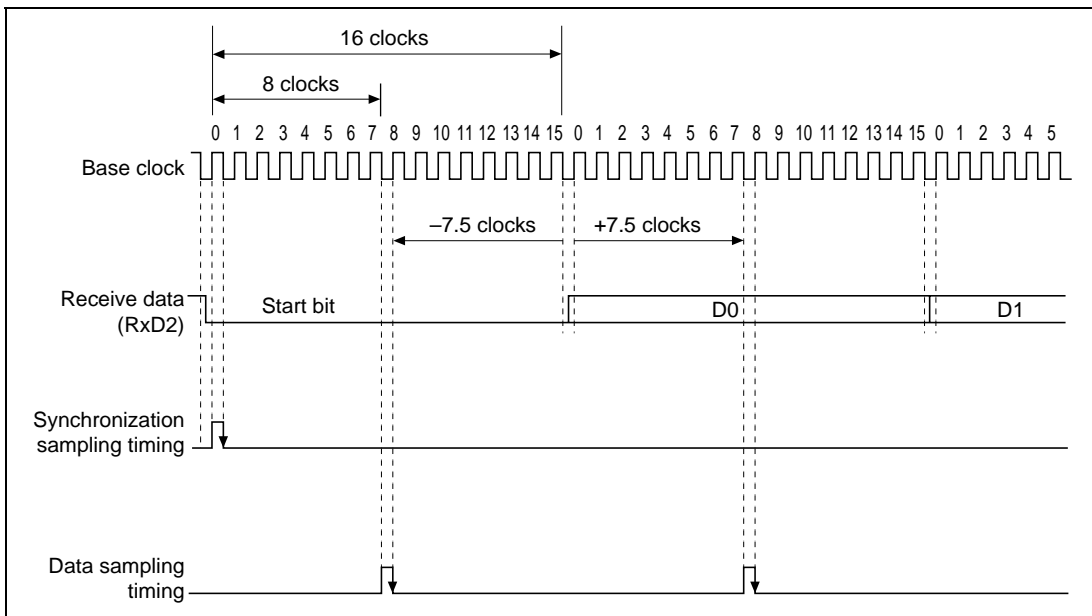 16 clocks
8 clocks
0 1 2 3 4 5 6 7 8 9 10 11 12 13 14 15 0 1 2 3 4 5 6 7 8 9 10 11 12 13 14 15 0 1 2 3 4 5
Base clock
–7.5 clocks
+7.5 clocks
Receive data
(RxD2)
Start bit
D0
D1
Synchronization
sampling timing
Data sampling
timing